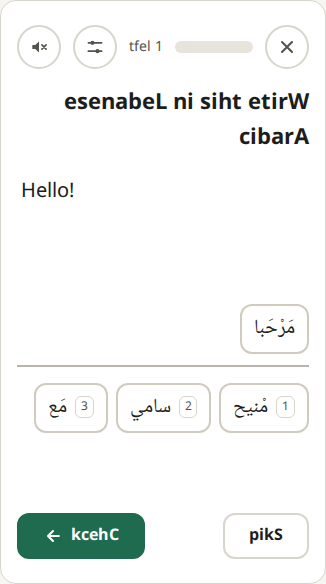 1 tfel
esenabeL ni siht etirW
cibarA
Hello!
مَرْحَبا
1 مْنيح
2 سامي
3 مَع
kcehC
pikS